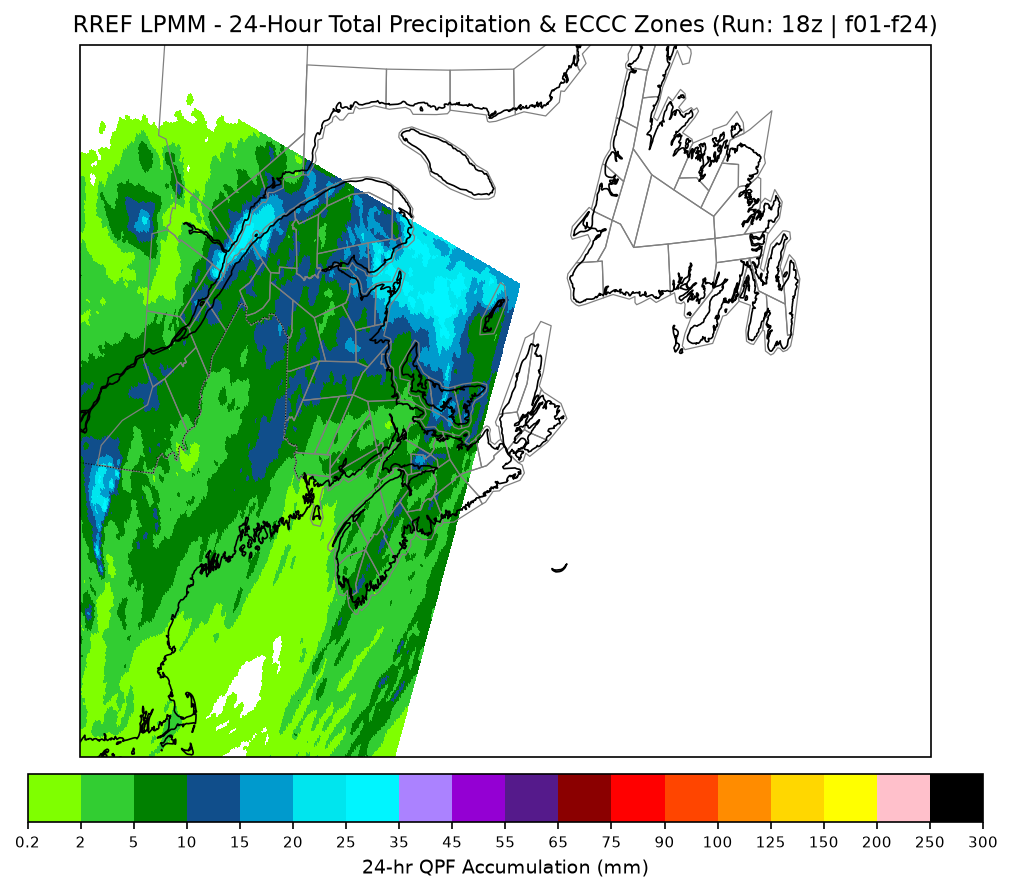 RREF LPMM - 24-Hour Total Precipitation & ECCC Zones (Run: 18z | f01-f24)
0.2 2 5 10 15 20 25 35 45 55 65 75 90 100 125 150 200 250 300
24-hr QPF Accumulation (mm)